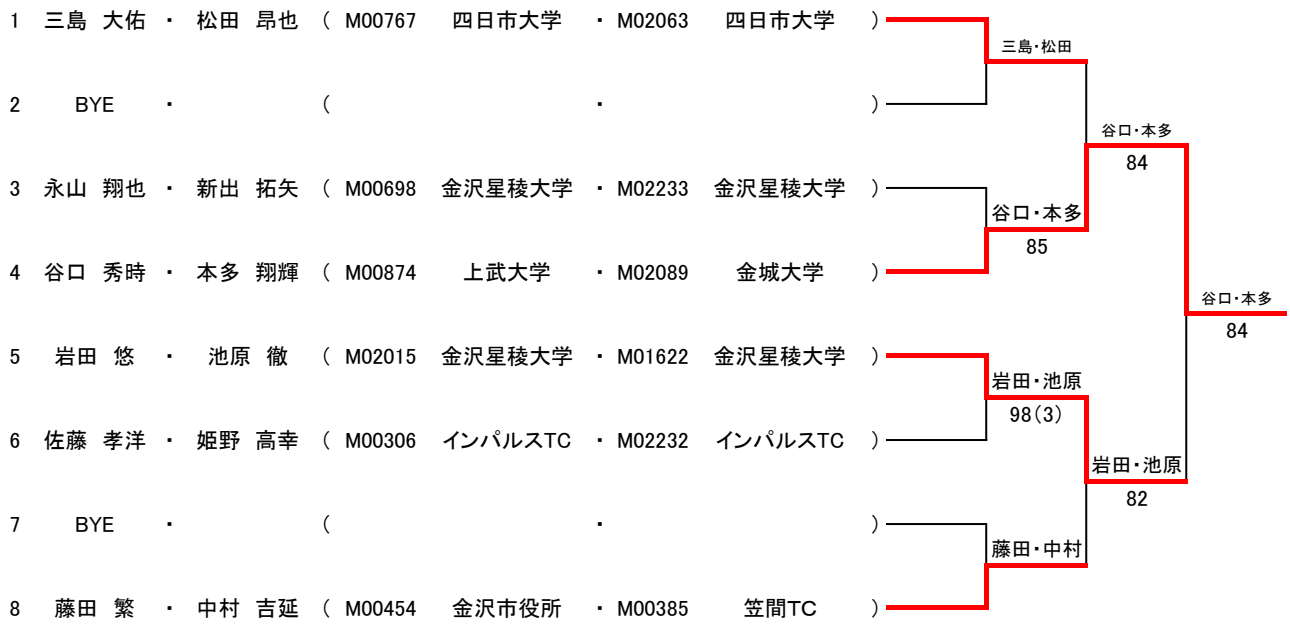 1 三島 大佑 ・ 松田 昂也 ( M00767 四日市大学 ・ M02063 四日市大学 )
三島・松田
2 BYE ・ ( ・ )
谷口・本多
84
3 永山 翔也 ・ 新出 拓矢 ( M00698 金沢星稜大学 ・ M02233 金沢星稜大学 )
谷口・本多
85
4 谷口 秀時 ・ 本多 翔輝 ( M00874 上武大学 ・ M02089 金城大学 )
谷口・本多
84
5 岩田 悠 ・ 池原 徹 ( M02015 金沢星稜大学 ・ M01622 金沢星稜大学 )
岩田・池原
98(3)
6 佐藤 孝洋 ・ 姫野 高幸 ( M00306 インパルスTC ・ M02232 インパルスTC )
岩田・池原
82
7 BYE ・ ( ・ )
藤田・中村
8 藤田 繁 ・ 中村 吉延 ( M00454 金沢市役所 ・ M00385 笠間TC )